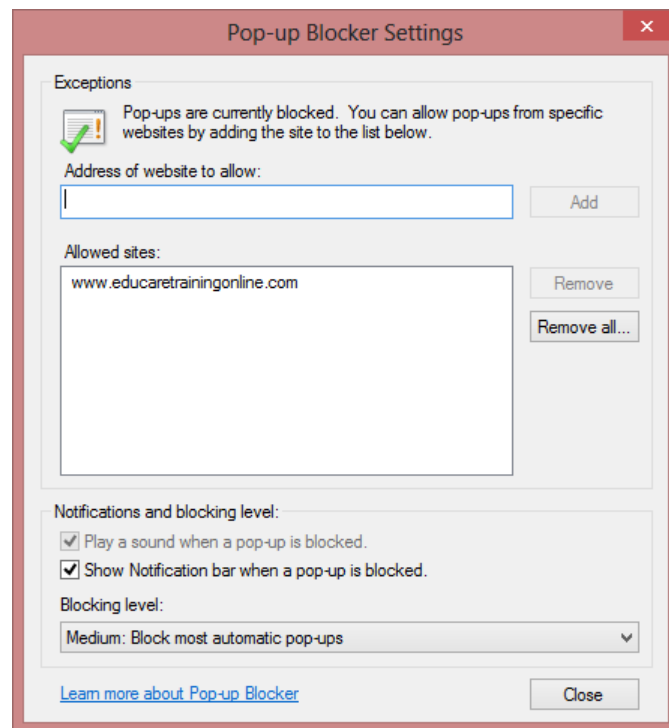 Pop-up Blocker Settings
Exceptions
Pop-ups are currently blocked. You can allow pop-ups from specific
websites by adding the site to the list below.
Address of website to allow:
Add
Allowed sites:
www.educaretrainingonline.com
Remove
Remove all...
Notifications and blocking level:
Play a sound when a pop-up is blocked.
Show Notification bar when a pop-up is blocked.
Blocking level:
Medium: Block most automatic pop-ups
Learn more about Pop-up Blocker
Close